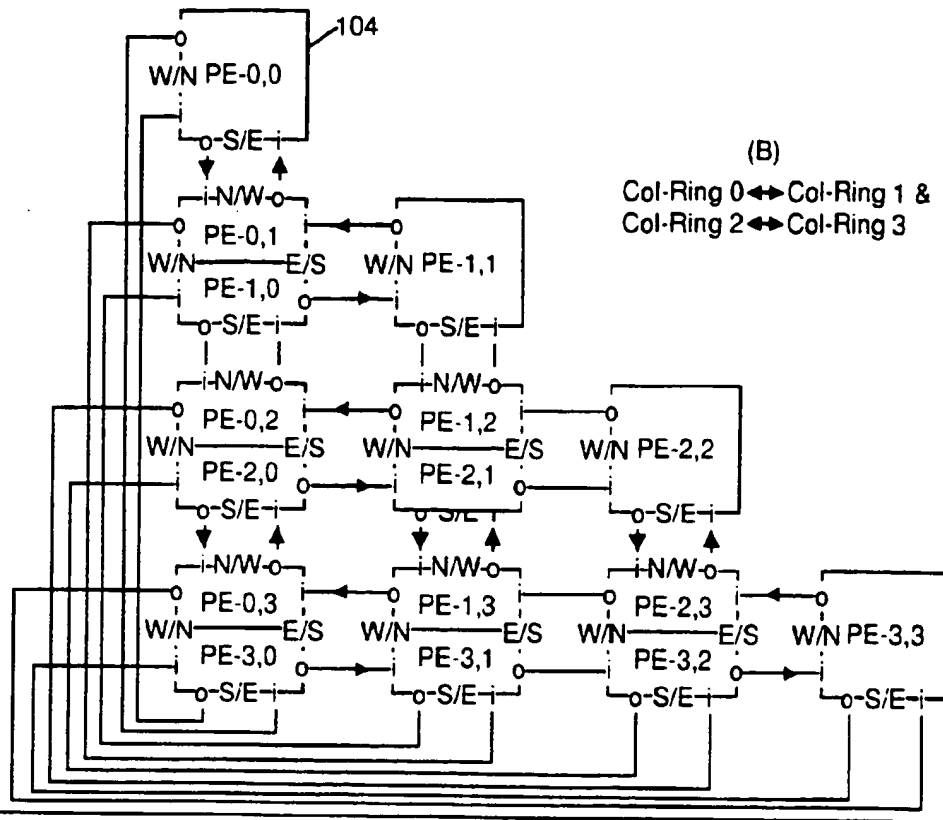 104
o
W/N PE-0,0
i
o S/E i
(B)
Col-Ring 0 ↔ Col-Ring 1 &
Col-Ring 2 ↔ Col-Ring 3
i N/W o
o PE-0,1 i o
W/N E/S W/N PE-1,1
i PE-1,0 o i
o S/E i o S/E i
i N/W o i N/W o
o PE-0,2 i o PE-1,2 i o
W/N E/S W/N E/S W/N PE-2,2
i PE-2,0 o i PE-2,1 o i
o S/E i o S/E i o S/E i
i N/W o i N/W o i N/W o
o PE-0,3 i o PE-1,3 i o PE-2,3 i o
W/N E/S W/N E/S W/N E/S W/N PE-3,3
i PE-3,0 o i PE-3,1 o i PE-3,2 o i
o S/E i o S/E i o S/E i o S/E i